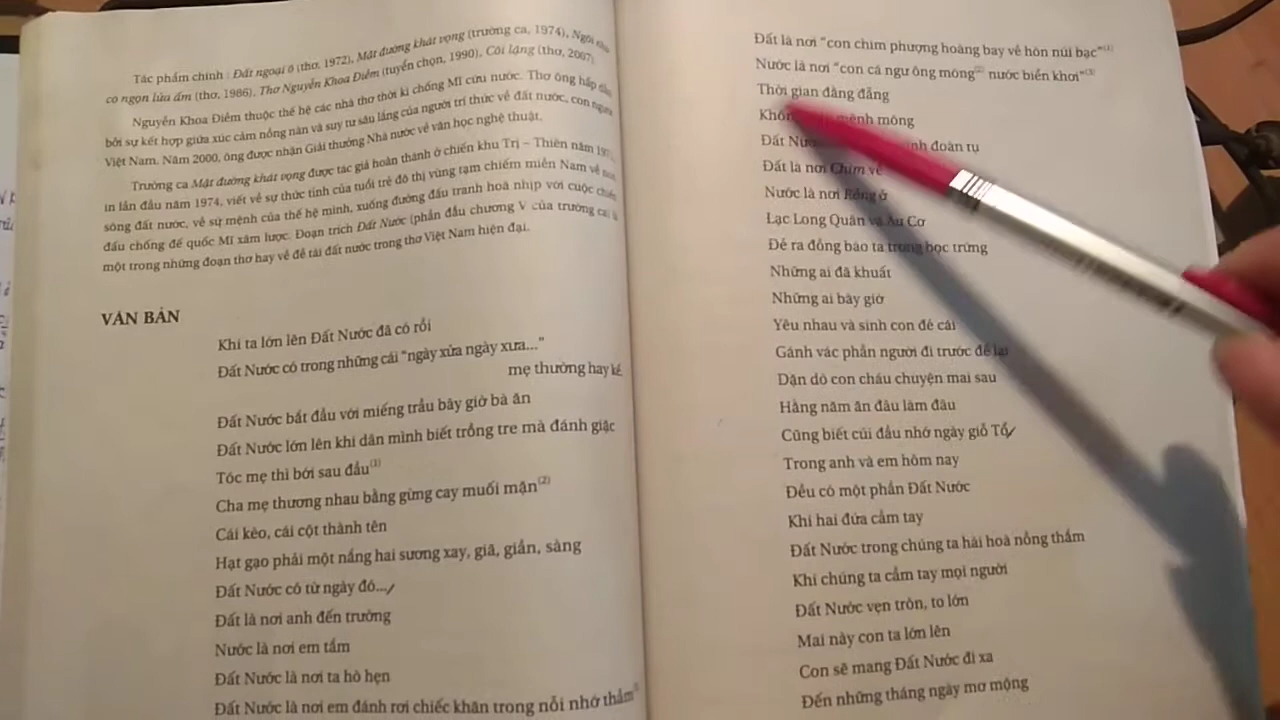 Tác phẩm chính : Đất ngoại ô (thơ, 1972), Mặt đường khát vọng (trường ca, 1974), Ngôi
có ngọn lửa ấm (thơ, 1986), Thơ Nguyễn Khoa Điềm (tuyển chọn, 1990), Cõi lặng (thơ, 2007)
Nguyễn Khoa Điềm thuộc thế hệ các nhà thơ thời kì chống Mĩ cứu nước. Thơ ông hấp dẫn
bởi sự kết hợp giữa xúc cảm nồng nàn và suy tư sâu lắng của người trí thức về đất nước, con người
Việt Nam. Năm 2000, ông được nhận Giải thưởng Nhà nước về văn học nghệ thuật.
Trường ca Mặt đường khát vọng được tác giả hoàn thành ở chiến khu Trị – Thiên năm
in lần đầu năm 1974, viết về sự thức tỉnh của tuổi trẻ đô thị vùng tạm chiếm miền Nam về non
sông đất nước, về sứ mệnh của thế hệ mình, xuống đường đấu tranh hoà nhịp với cuộc chiến
đấu chống đế quốc Mĩ xâm lược. Đoạn trích Đất Nước (phần đầu chương V của trường ca) là
một trong những đoạn thơ hay về đề tài đất nước trong thơ Việt Nam hiện đại.
VĂN BẢN
Khi ta lớn lên Đất Nước đã có rồi
Đất Nước có trong những cái “ngày xửa ngày xưa...”
mẹ thường hay kể.
Đất Nước bắt đầu với miếng trầu bây giờ bà ăn
Đất Nước lớn lên khi dân mình biết trồng tre mà đánh giặc
Tóc mẹ thì bới sau đầu(1)
Cha mẹ thương nhau bằng gừng cay muối mặn(2)
Cái kèo, cái cột thành tên
Hạt gạo phải một nắng hai sương xay, giã, giần, sàng
Đất Nước có từ ngày đó...
Đất là nơi anh đến trường
Nước là nơi em tắm
Đất Nước là nơi ta hò hẹn
Đất Nước là nơi em đánh rơi chiếc khăn trong nỗi nhớ thầm
Đất là nơi “con chim phượng hoàng bay về hòn núi bạc”(1)
Nước là nơi “con cá ngư ông móng(2) nước biển khơi”(3)
Thời gian đằng đẵng
mênh mông
Đất đoàn tụ
Đất là nơi Chim về
Nước là nơi Rồng ở
Lạc Long Quân và Âu Cơ
Đẻ ra đồng bào ta trong bọc trứng
Những ai đã khuất
Những ai bây giờ
Yêu nhau và sinh con đẻ cái
Gánh vác phần người đi trước để lại
Dặn dò con cháu chuyện mai sau
Hằng năm ăn đâu làm đâu
Cũng biết cúi đầu nhớ ngày giỗ Tổ
Trong anh và em hôm nay
Đều có một phần Đất Nước
Khi hai đứa cầm tay
Đất Nước trong chúng ta hài hoà nồng thắm
Khi chúng ta cầm tay mọi người
Đất Nước vẹn tròn, to lớn
Mai này con ta lớn lên
Con sẽ mang Đất Nước đi xa
Đến những tháng ngày mơ mộng